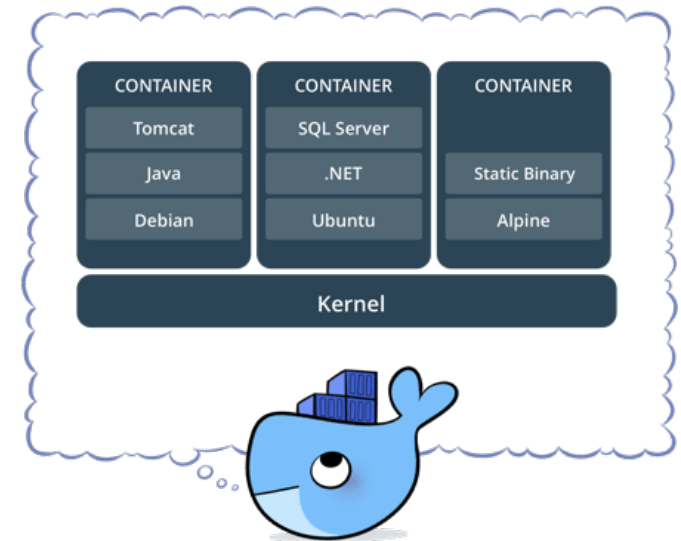 CONTAINER
Tomcat
Java
Debian
CONTAINER
SQL Server
.NET
Ubuntu
CONTAINER
Static Binary
Alpine
Kernel